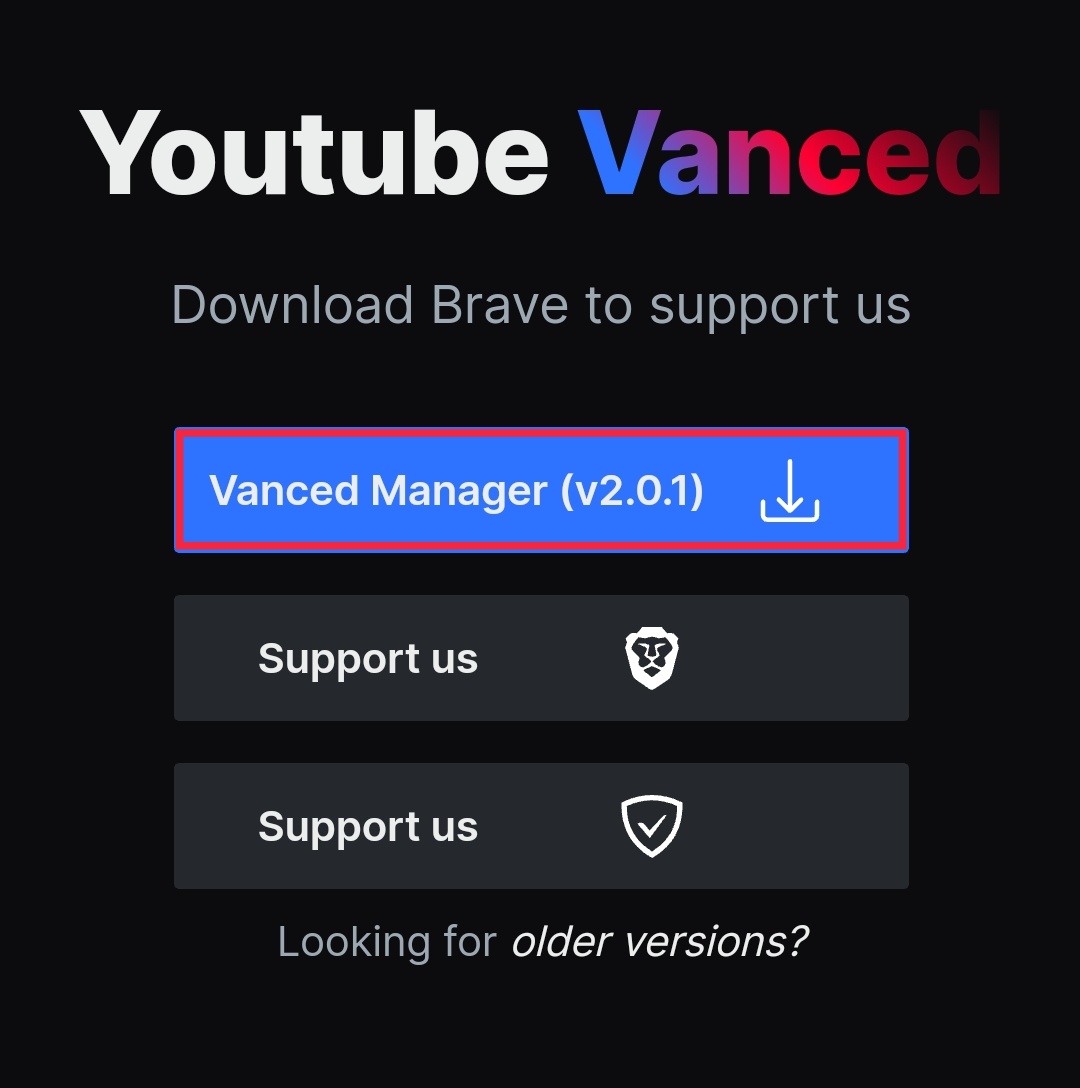 Youtube Vanced
Download Brave to support us
Vanced Manager (v2.0.1)
Support us
Support us
Looking for older versions?